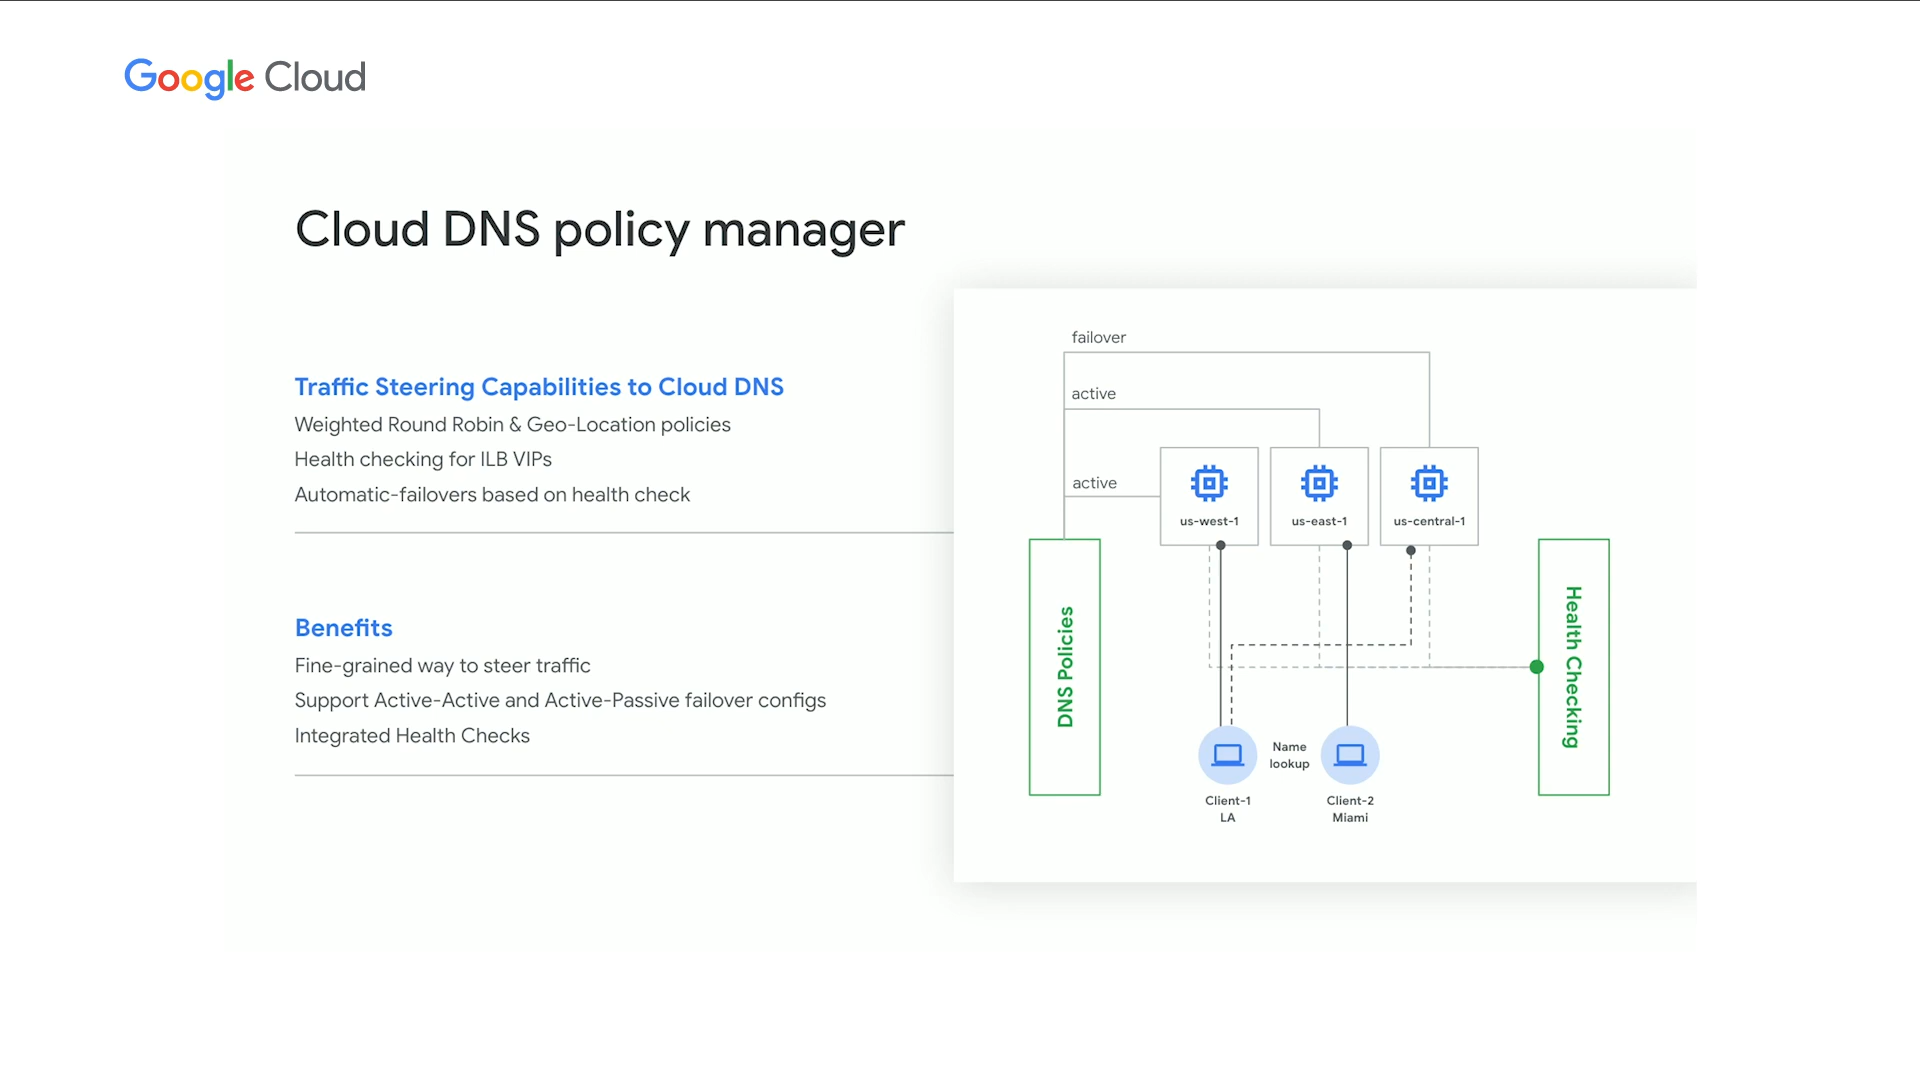 Google Cloud
Cloud DNS policy manager
Traffic Steering Capabilities to Cloud DNS
Weighted Round Robin & Geo-Location policies
Health checking for ILB VIPs
Automatic-failovers based on health check
Benefits
Fine-grained way to steer traffic
Support Active-Active and Active-Passive failover configs
Integrated Health Checks
failover
active
active
us-west-1
us-east-1
us-central-1
DNS Policies
Health Checking
Name
lookup
Client-1
LA
Client-2
Miami